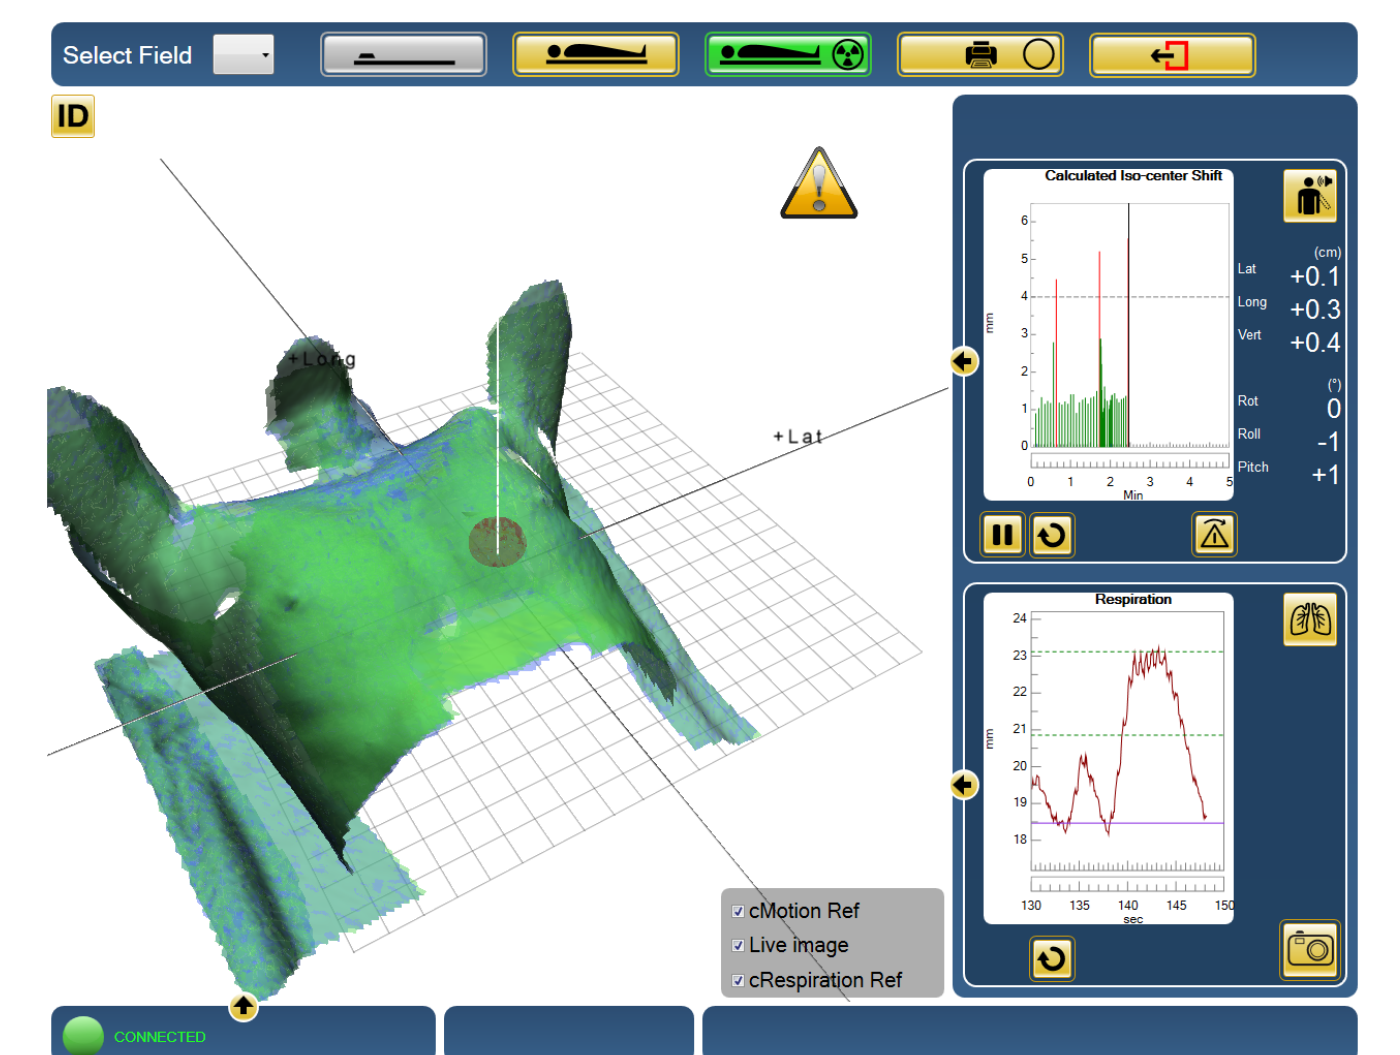 Select Field
ID
+Long
+Lat
Calculated Iso-center Shift
6
5
4
3
2
1
0
mm
0 1 2 3 4 5
Min
(cm)
Lat +0.1
Long +0.3
Vert +0.4
(°)
Rot 0
Roll -1
Pitch +1
Respiration
24
23
22
21
20
19
18
mm
130 135 140 145 150
sec
cMotion Ref
Live image
cRespiration Ref
CONNECTED